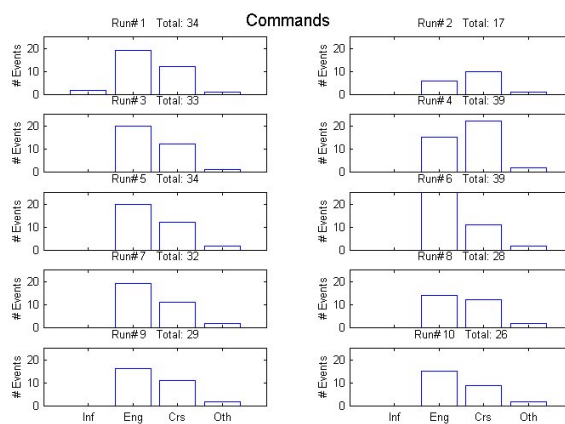 Commands
Run# 1 Total: 34
# Events
20
10
0
Run# 2 Total: 17
# Events
20
10
0
Run# 3 Total: 33
# Events
20
10
0
Run# 4 Total: 39
# Events
20
10
0
Run# 5 Total: 34
# Events
20
10
0
Run# 6 Total: 39
# Events
20
10
0
Run# 7 Total: 32
# Events
20
10
0
Run# 8 Total: 28
# Events
20
10
0
Run# 9 Total: 29
# Events
20
10
0
Inf Eng Crs Oth
Run# 10 Total: 26
# Events
20
10
0
Inf Eng Crs Oth